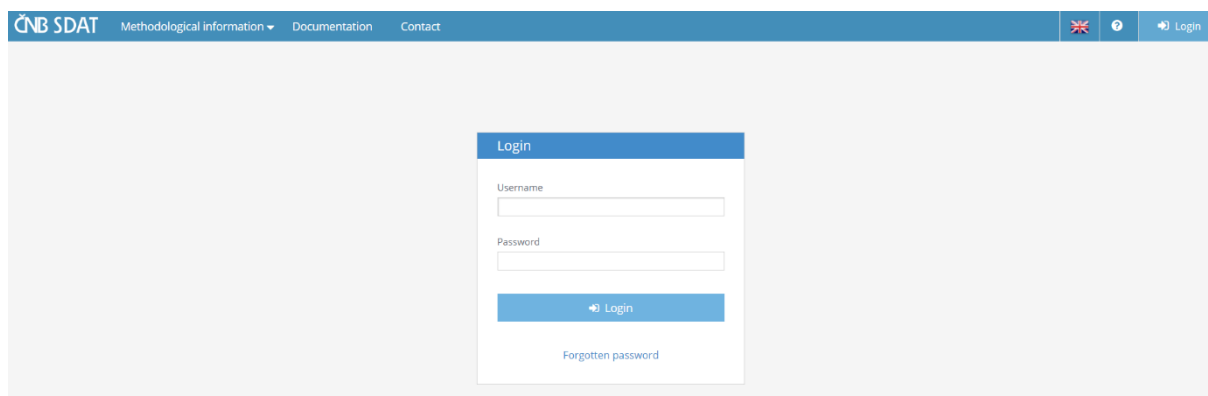 ČNB SDAT Methodological information Documentation Contact Login
Login
Username
Password
Login
Forgotten password